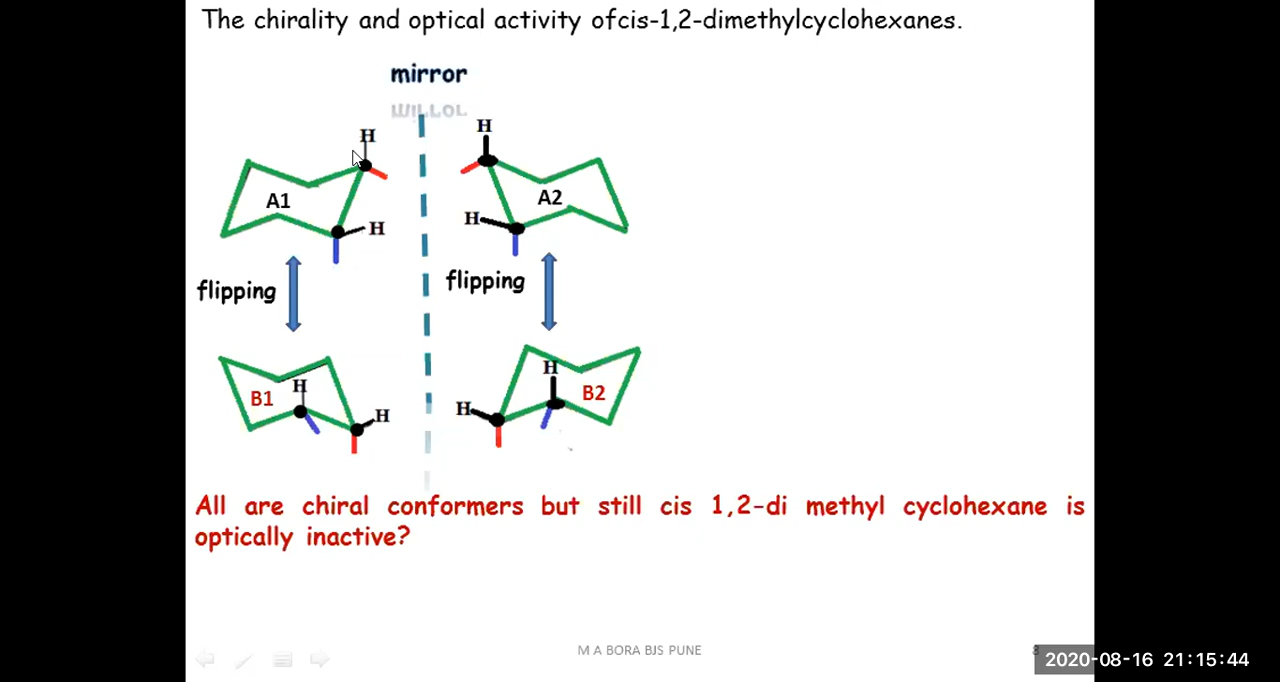 The chirality and optical activity ofcis-1,2-dimethylcyclohexanes.
mirror
mirror
H
H
A1
A2
H
H
flipping
flipping
H
H
B1
B2
H
H
All are chiral conformers but still cis 1,2-di methyl cyclohexane is
optically inactive?
M A BORA BJS PUNE
8
2020-08-16 21:15:44